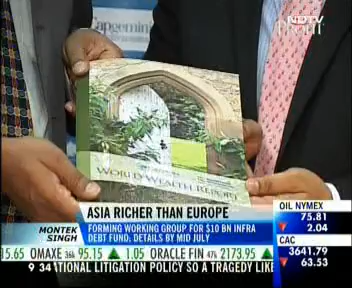 NDTV
PROFIT
Capgemini
WORLD WEALTH REPORT
ASIA RICHER THAN EUROPE
MONTEK SINGH
FORMING WORKING GROUP FOR $10 BN INFRA DEBT FUND, DETAILS BY MID JULY
OIL NYMEX
75.81
2.04
CAC
3641.79
63.53
15.65 OMAXE 36k 95.15 1.05 ORACLE FIN 47k 2173.95
9 34 TIONAL LITIGATION POLICY SO A TRAGEDY LIKE